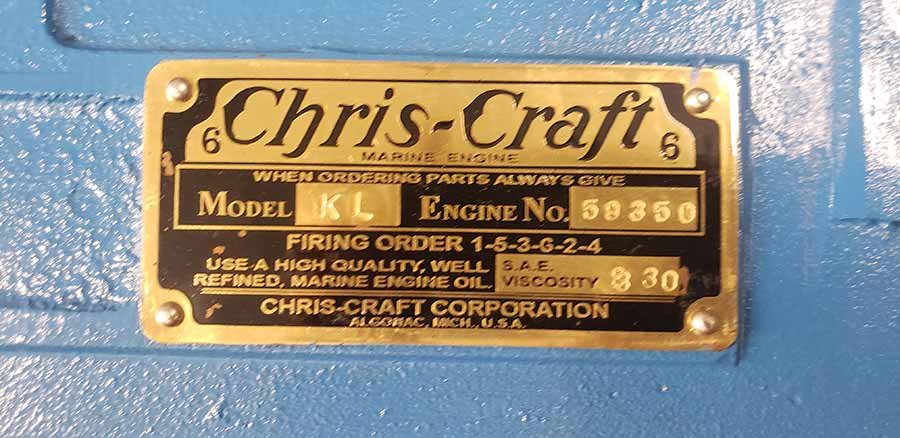 6 Chris-Craft 6
MARINE ENGINE
WHEN ORDERING PARTS ALWAYS GIVE
MODEL KL ENGINE NO. 59350
FIRING ORDER 1-5-3-6-2-4
USE A HIGH QUALITY, WELL
REFINED, MARINE ENGINE OIL.
S.A.E.
VISCOSITY 30
CHRIS-CRAFT CORPORATION
ALGONAC, MICH. U.S.A.